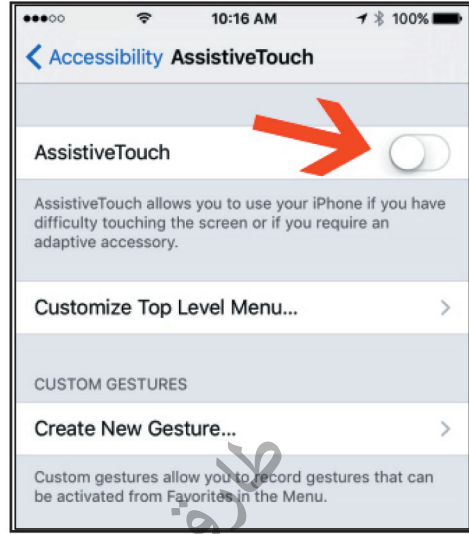 10:16 AM 100%
Accessibility AssistiveTouch
AssistiveTouch
AssistiveTouch allows you to use your iPhone if you have
difficulty touching the screen or if you require an
adaptive accessory.
Customize Top Level Menu...
CUSTOM GESTURES
Create New Gesture...
Custom gestures allow you to record gestures that can
be activated from Favorites in the Menu.